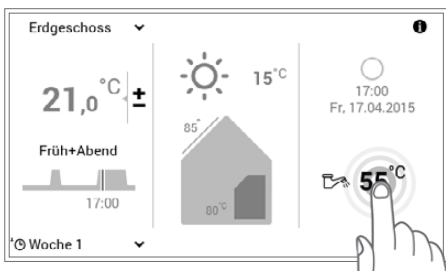 Erdgeschoss
21,0 °C ±
Früh+Abend
17:00
Woche 1
15°C
85°
80 °C
17:00
Fr, 17.04.2015
55°C